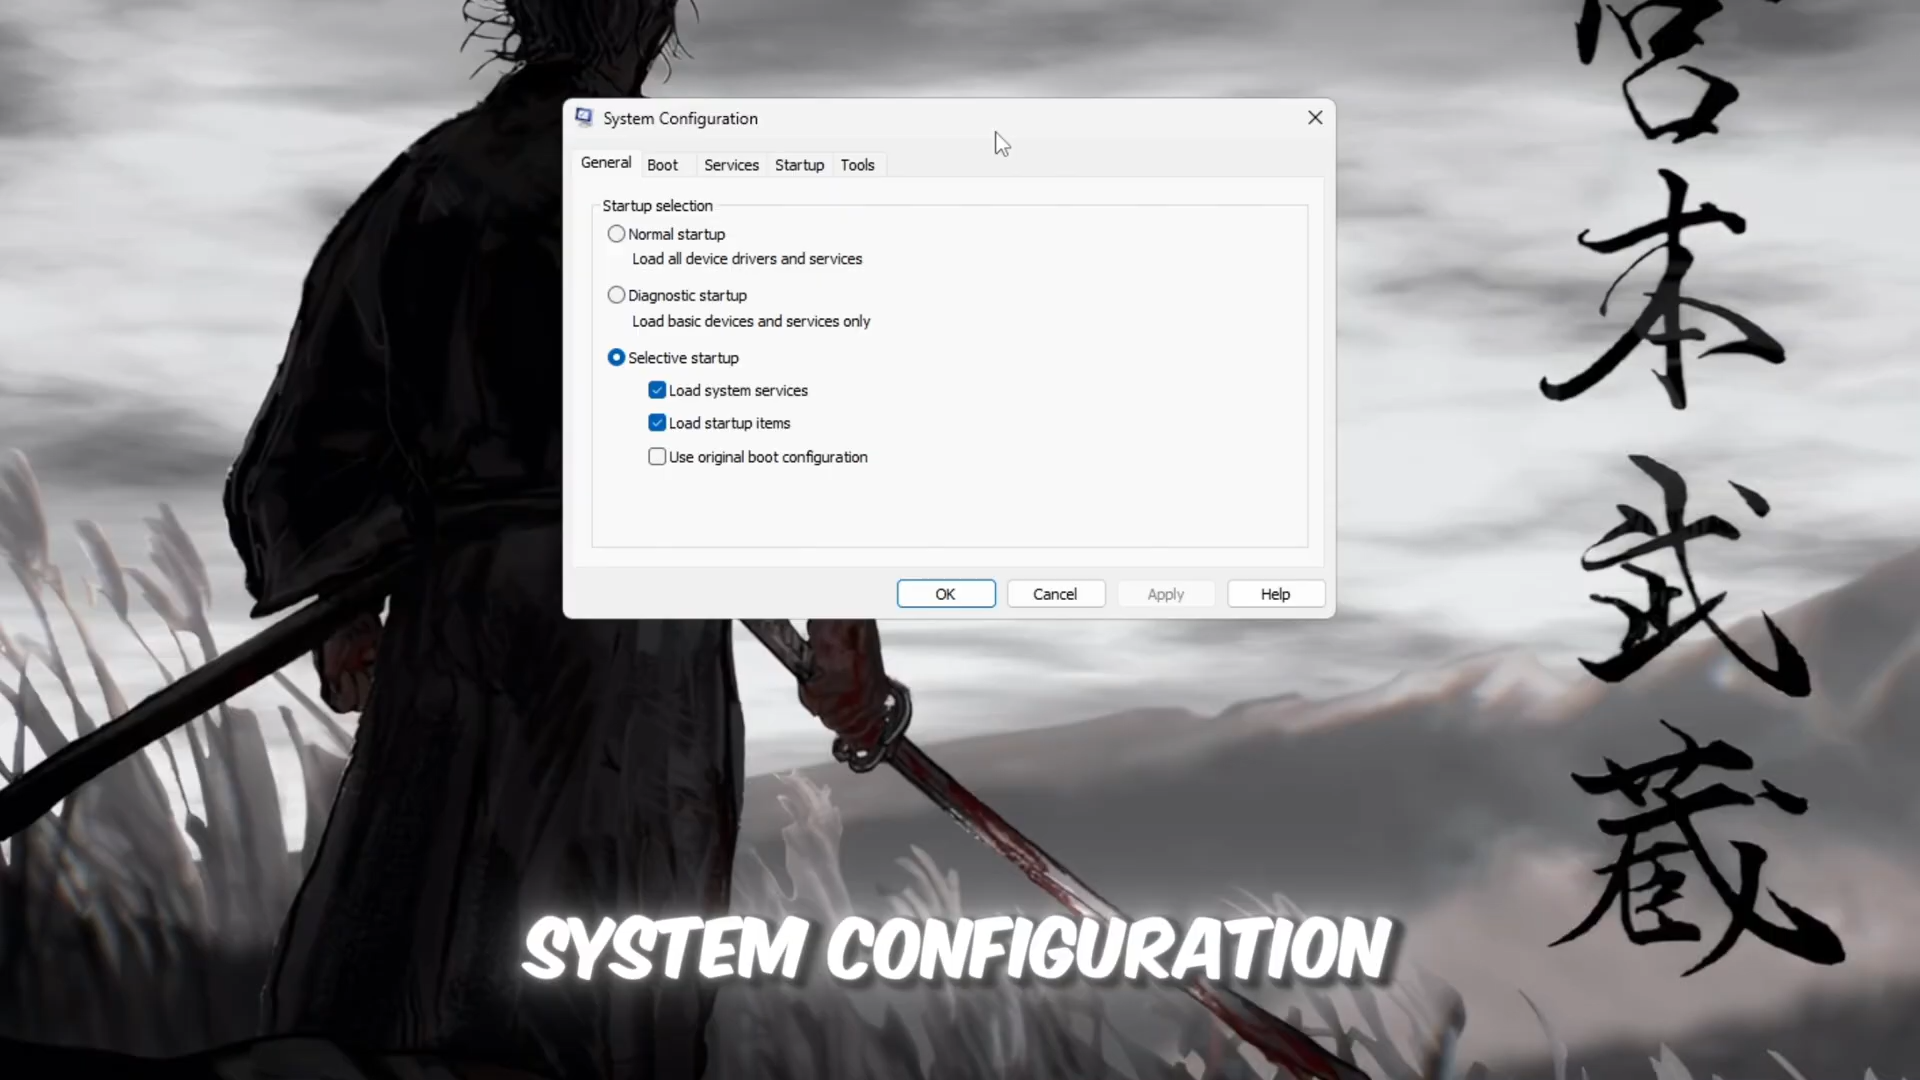 System Configuration
General
Boot
Services
Startup
Tools
Startup selection
Normal startup
Load all device drivers and services
Diagnostic startup
Load basic devices and services only
Selective startup
Load system services
Load startup items
Use original boot configuration
OK
Cancel
Apply
Help
宮
本
武
蔵
SYSTEM CONFIGURATION